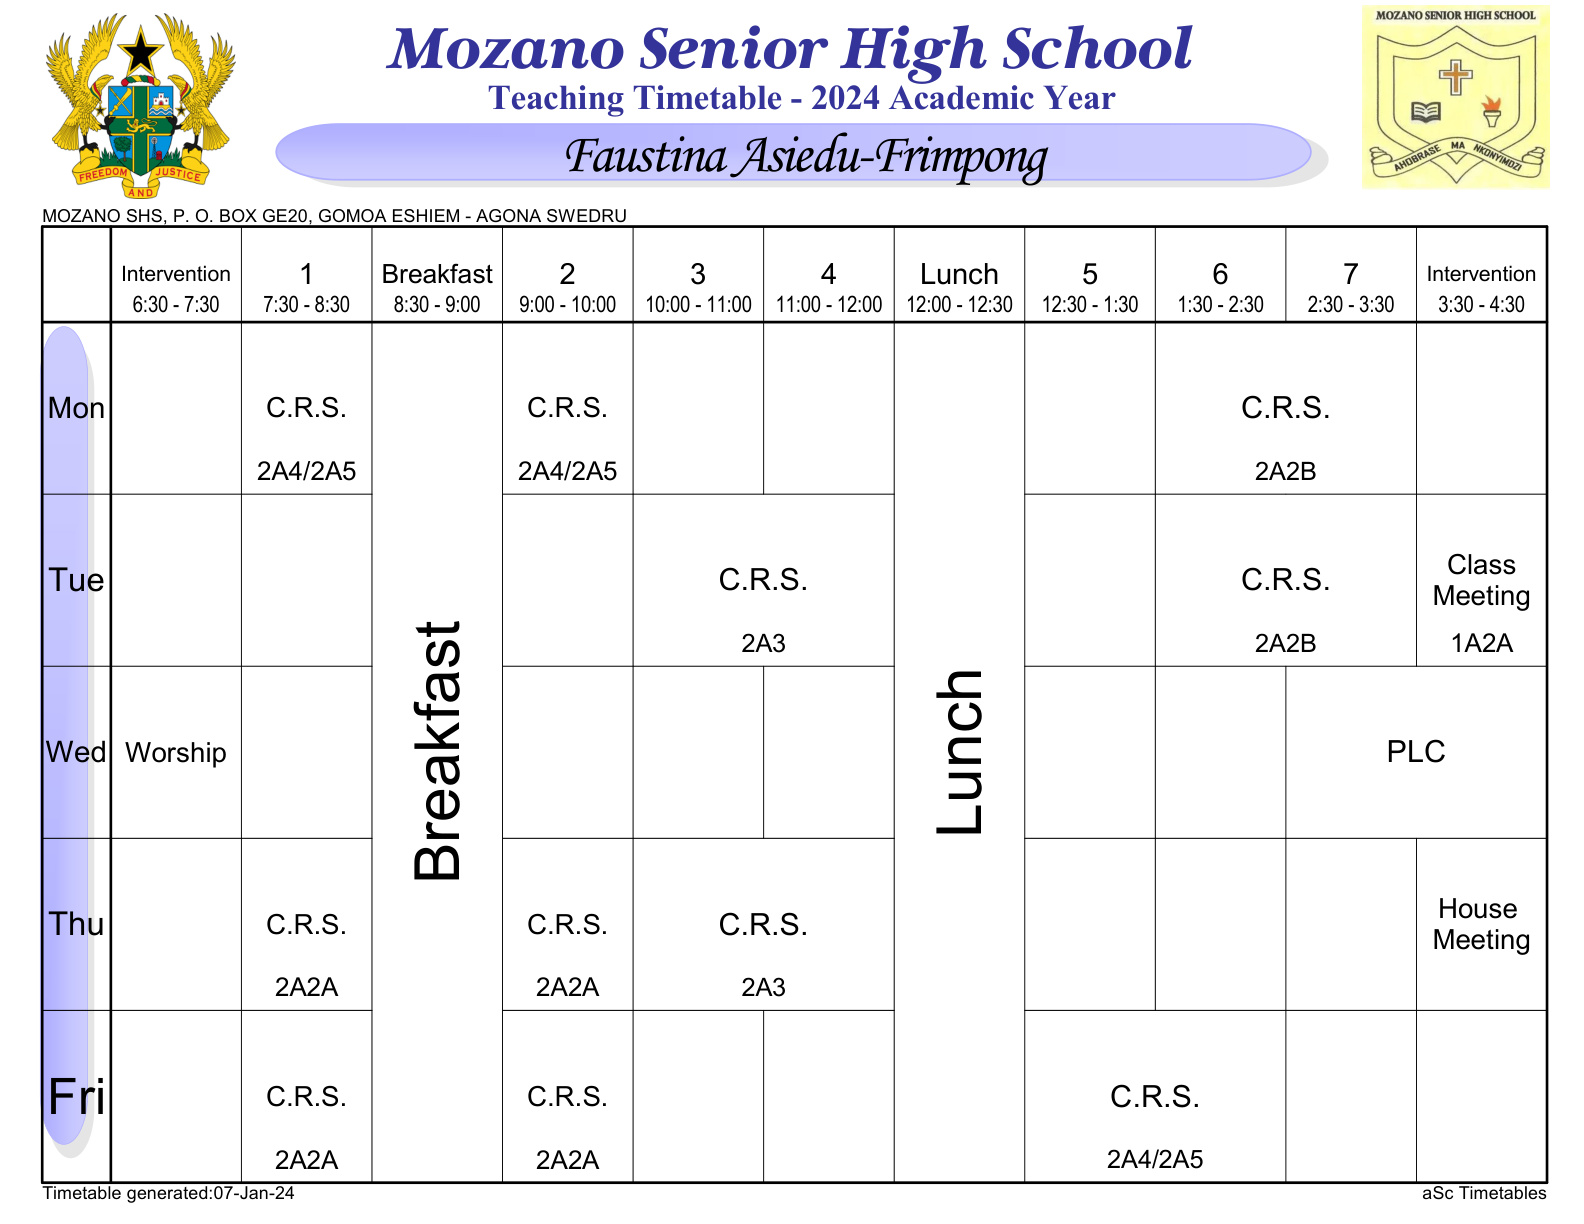 Mozano Senior High School
Teaching Timetable - 2024 Academic Year
Faustina Asiedu-Frimpong
FREEDOM AND JUSTICE
MOZANO SENIOR HIGH SCHOOL
AHOBRASE MA NKONYIMDZI
MOZANO SHS, P. O. BOX GE20, GOMOA ESHIEM - AGONA SWEDRU
Intervention 1 Breakfast 2 3 4 Lunch 5 6 7 Intervention
6:30 - 7:30 7:30 - 8:30 8:30 - 9:00 9:00 - 10:00 10:00 - 11:00 11:00 - 12:00 12:00 - 12:30 12:30 - 1:30 1:30 - 2:30 2:30 - 3:30 3:30 - 4:30
Breakfast
Lunch
Mon C.R.S. C.R.S. C.R.S.
2A4/2A5 2A4/2A5 2A2B
Tue C.R.S. C.R.S. Class
Meeting
2A3 2A2B 1A2A
Wed Worship PLC
Thu C.R.S. C.R.S. C.R.S. House
Meeting
2A2A 2A2A 2A3
Fri C.R.S. C.R.S. C.R.S.
2A2A 2A2A 2A4/2A5
Timetable generated:07-Jan-24 aSc Timetables